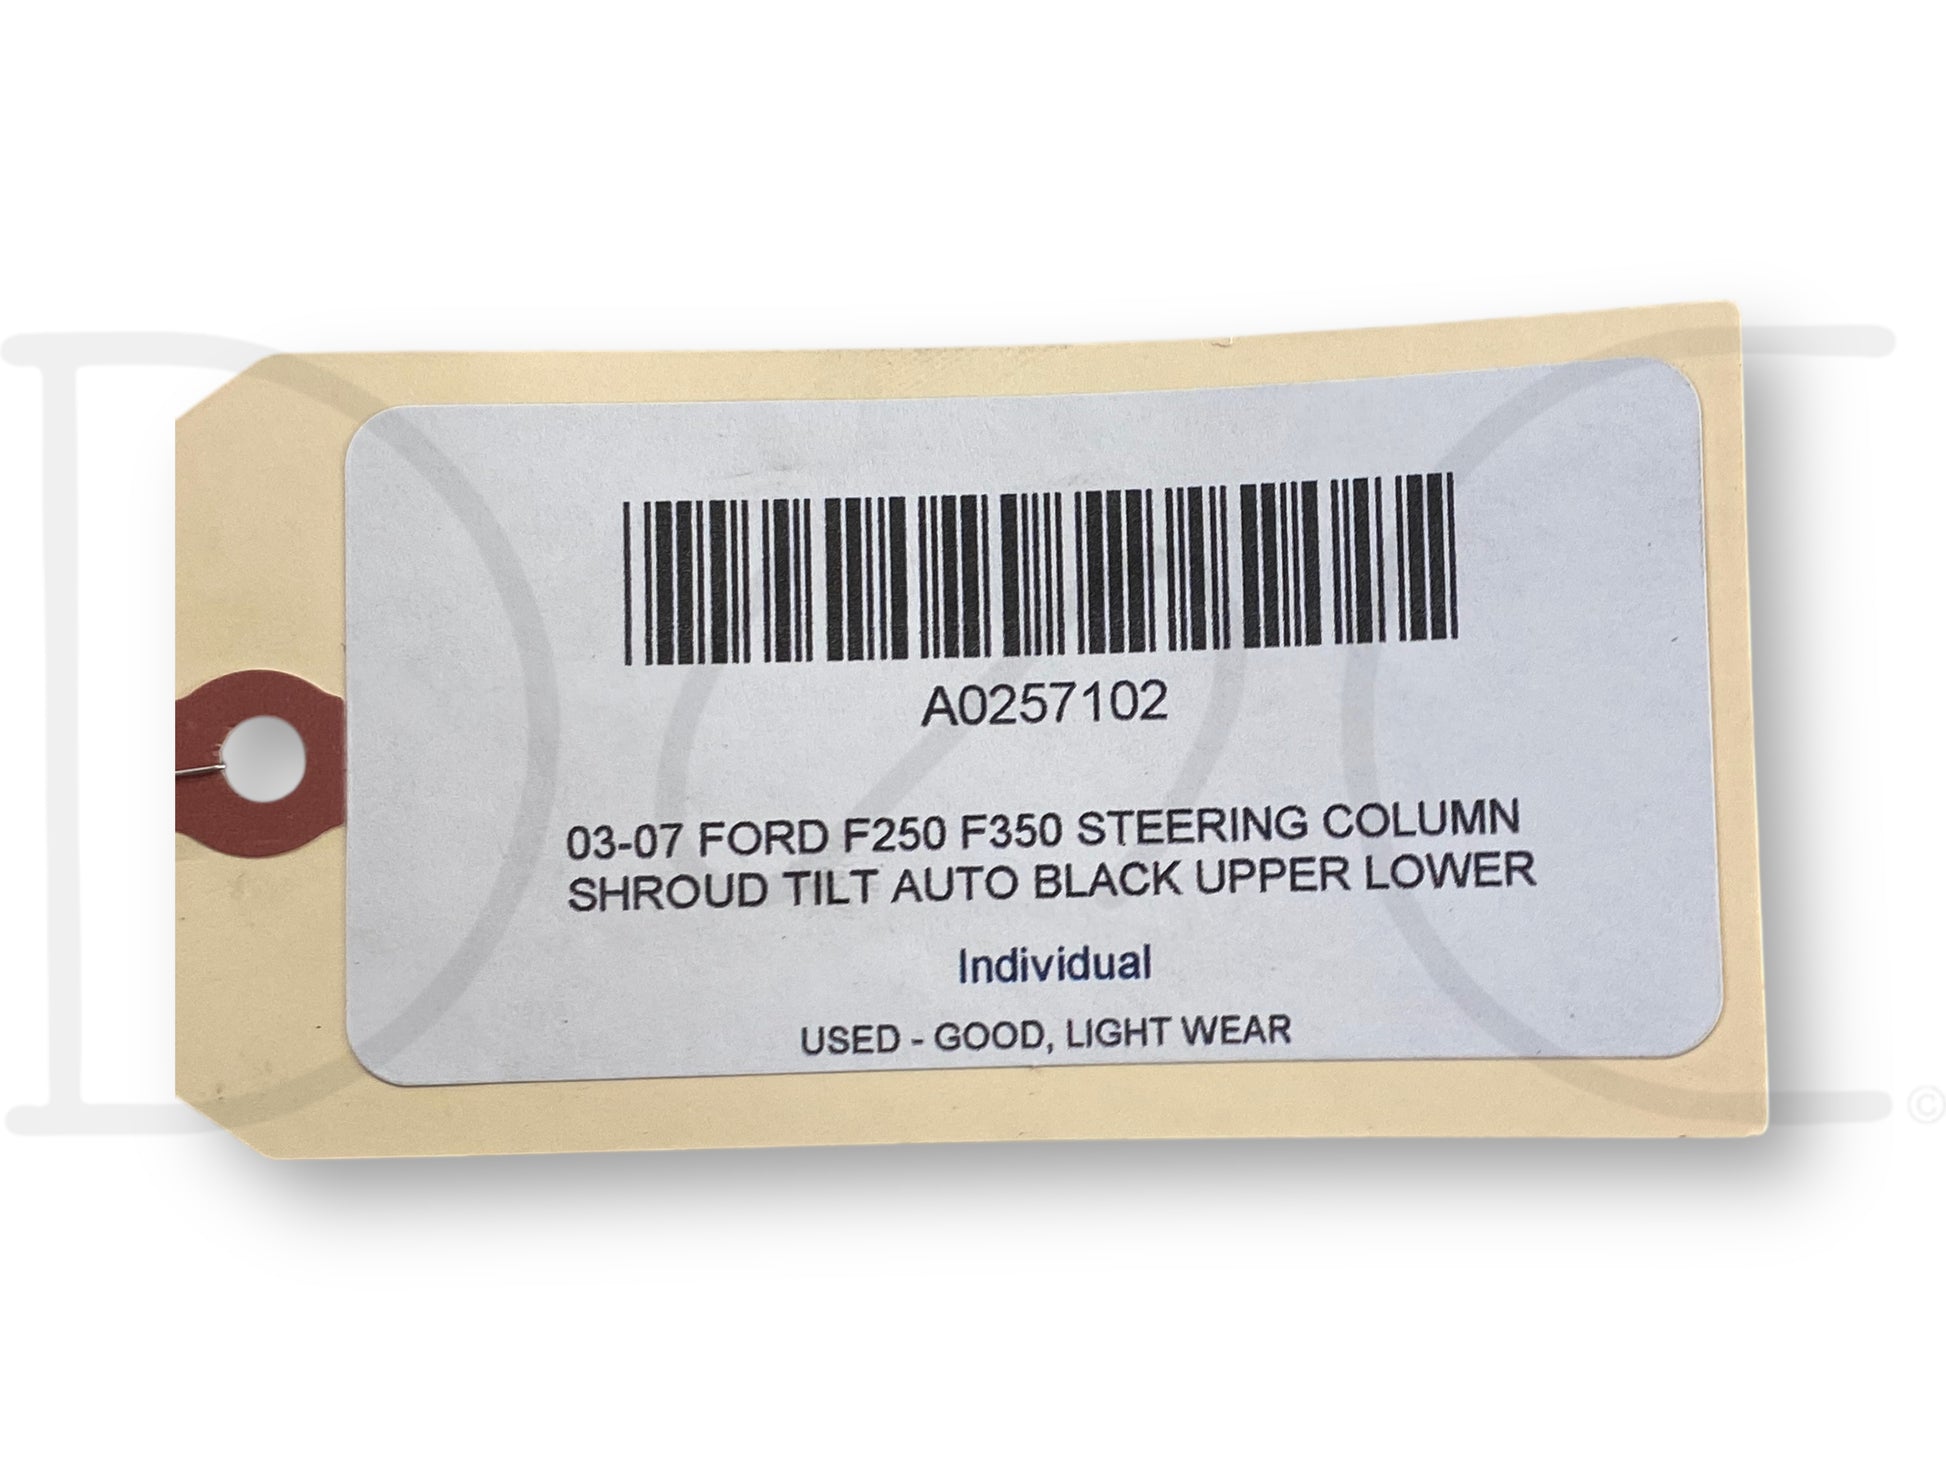 A0257102
03-07 FORD F250 F350 STEERING COLUMN
SHROUD TILT AUTO BLACK UPPER LOWER
Individual
USED - GOOD, LIGHT WEAR
©